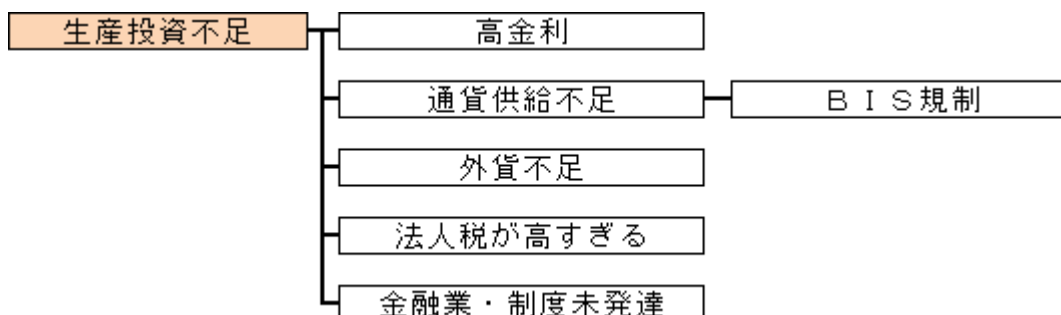 生産投資不足
高金利
通貨供給不足
ＢＩＳ規制
外貨不足
法人税が高すぎる
金融業・制度未発達